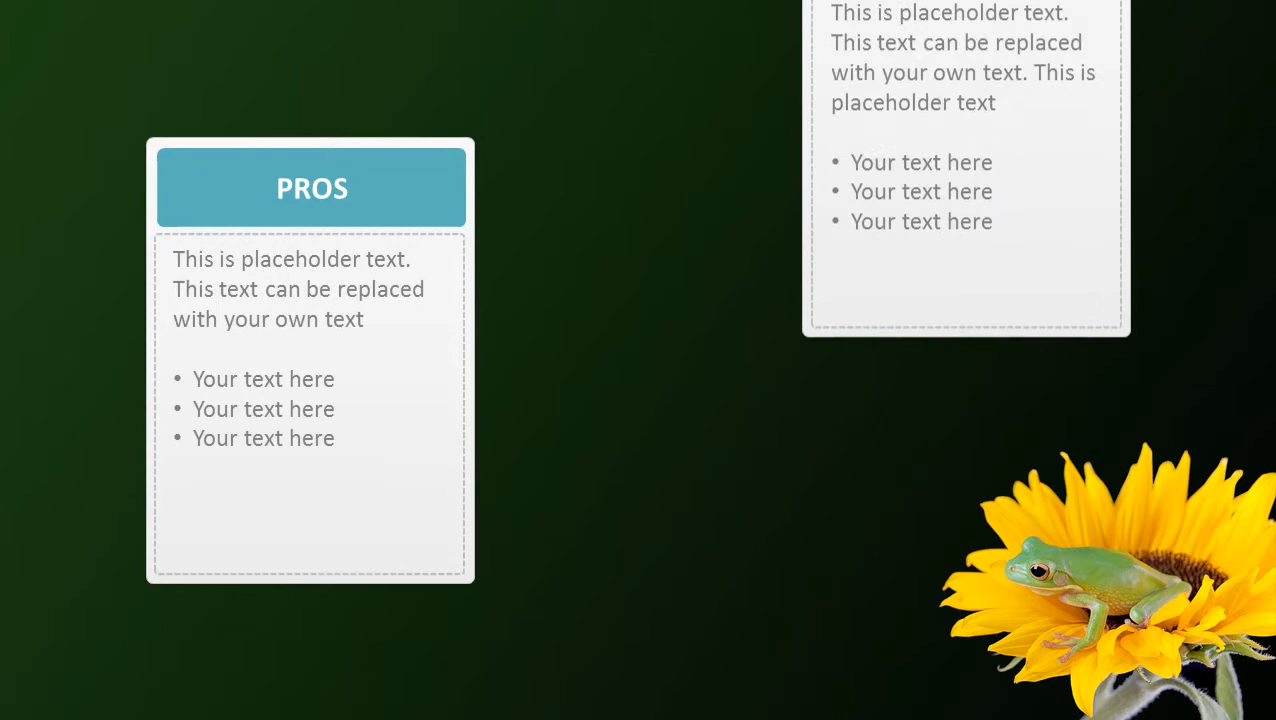 PROS
This is placeholder text.
This text can be replaced
with your own text
• Your text here
• Your text here
• Your text here
This is placeholder text.
This text can be replaced
with your own text. This is
placeholder text
• Your text here
• Your text here
• Your text here